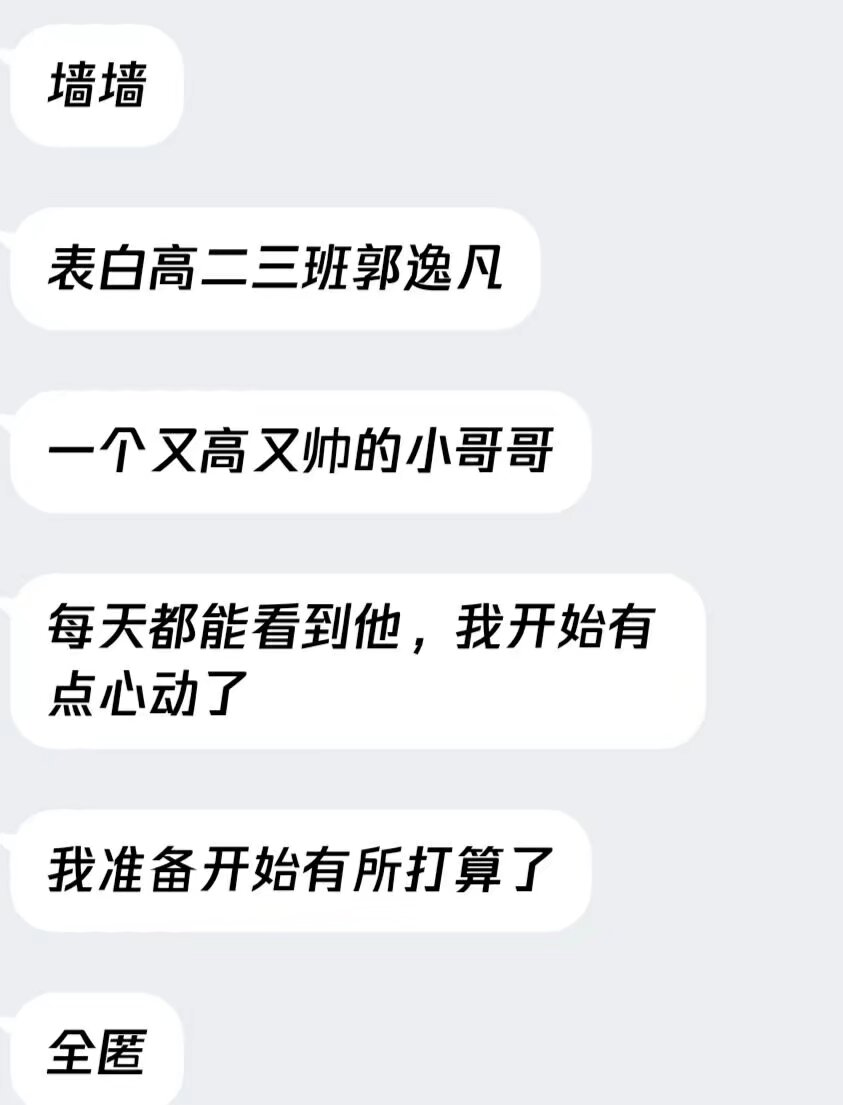 墙墙
表白高二三班郭逸凡
一个又高又帅的小哥哥
每天都能看到他，我开始有
点心动了
我准备开始有所打算了
全匿